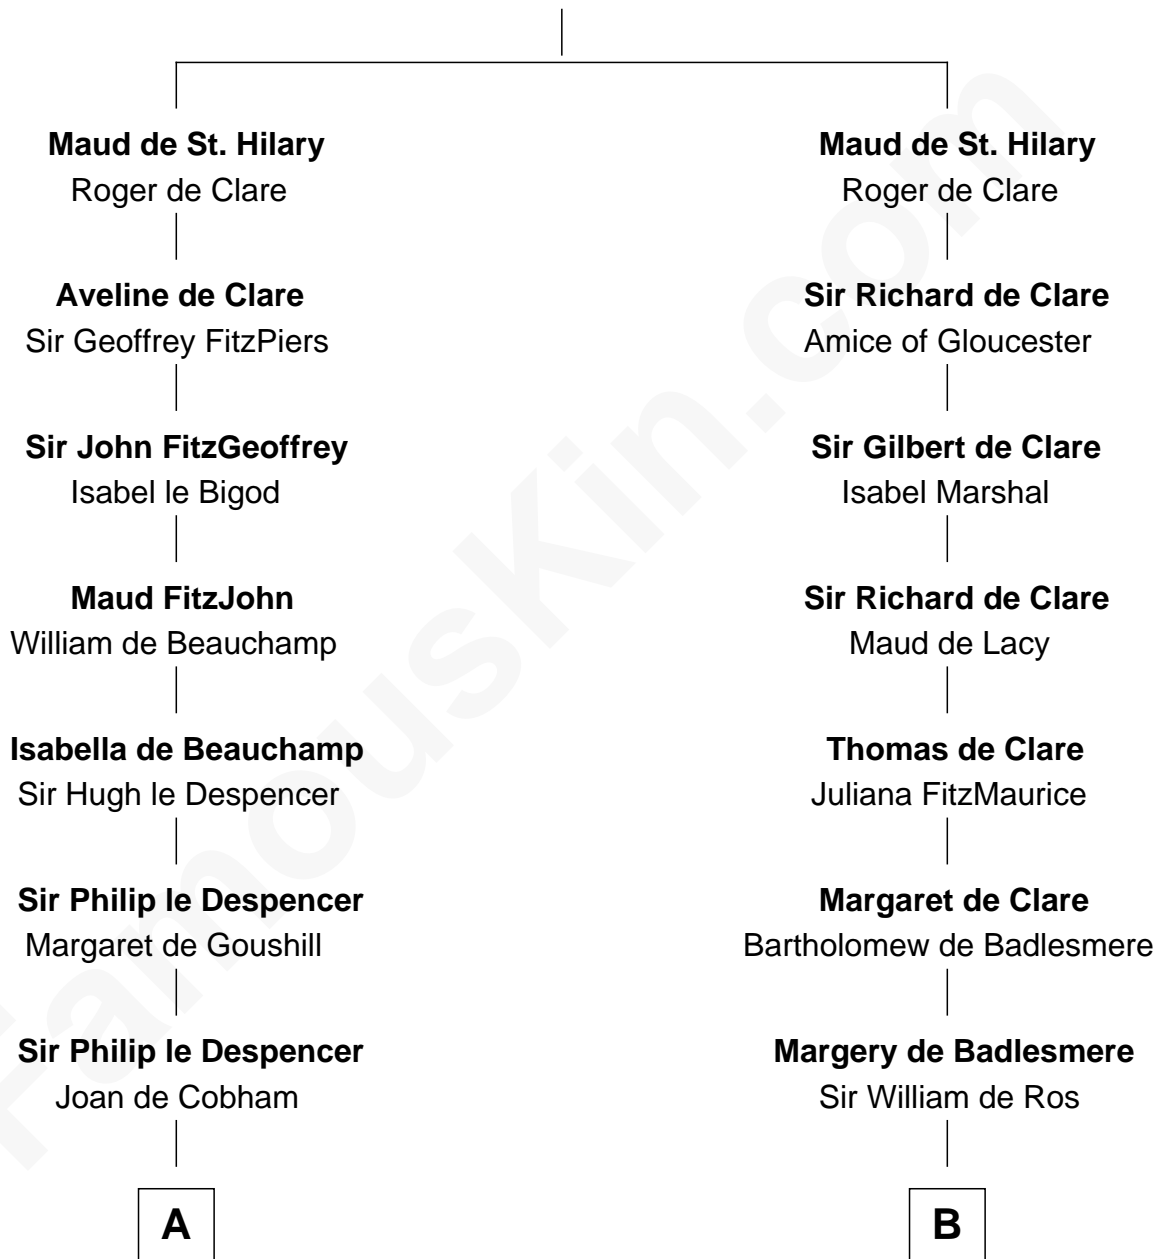 Maud de St. Hilary
Roger de Clare
Aveline de Clare
Sir Geoffrey FitzPiers
Sir John FitzGeoffrey
Isabel le Bigod
Maud FitzJohn
William de Beauchamp
Isabella de Beauchamp
Sir Hugh le Despencer
Sir Philip le Despencer
Margaret de Goushill
Sir Philip le Despencer
Joan de Cobham
A
Maud de St. Hilary
Roger de Clare
Sir Richard de Clare
Amice of Gloucester
Sir Gilbert de Clare
Isabel Marshal
Sir Richard de Clare
Maud de Lacy
Thomas de Clare
Juliana FitzMaurice
Margaret de Clare
Bartholomew de Badlesmere
Margery de Badlesmere
Sir William de Ros
B
FamousKin.com